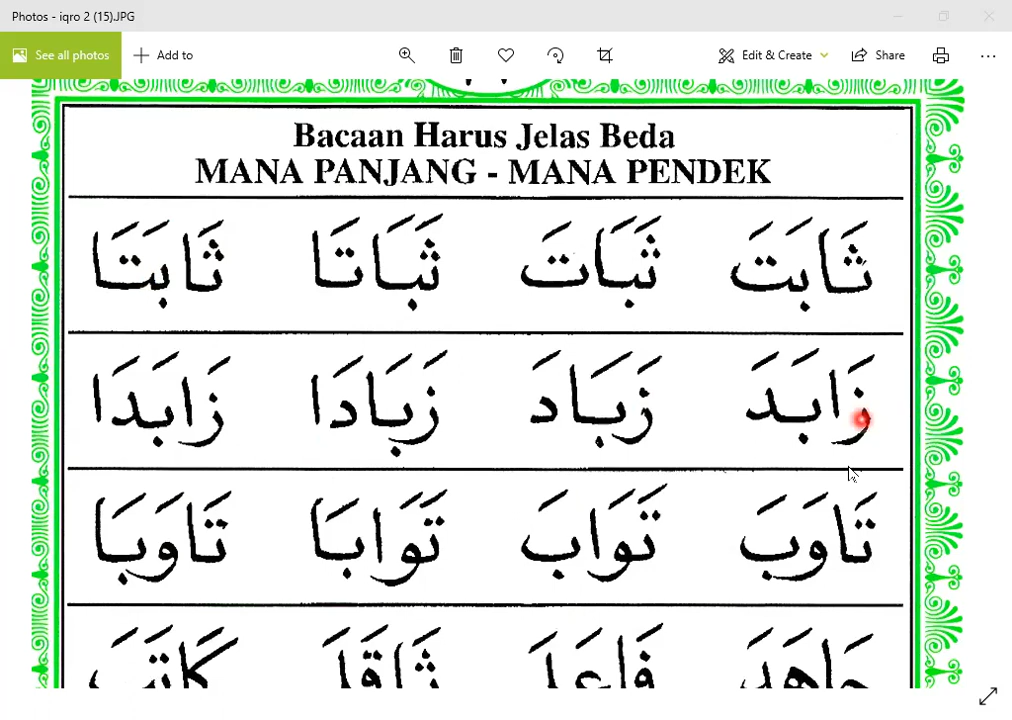 Photos - iqro 2 (15).JPG
See all photos
Add to
Edit & Create
Share
Bacaan Harus Jelas Beda
MANA PANJANG - MANA PENDEK
ثَابَتَ ثَبَاتَ ثَبَاتَا ثَابَتَا
زَابَدَ زَبَادَ زَبَادَا زَابَدَا
تَاوَبَ تَوَابَ تَوَابَا تَاوَبَا